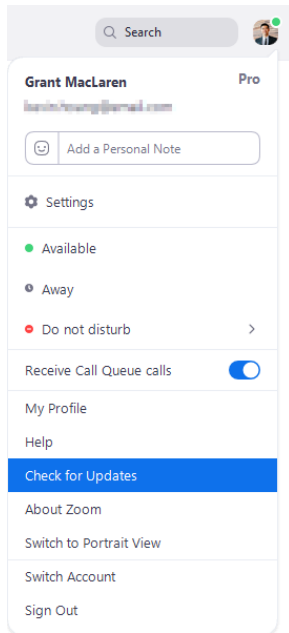 Search
Grant MacLaren Pro
Add a Personal Note
Settings
Available
Away
Do not disturb
Receive Call Queue calls
My Profile
Help
Check for Updates
About Zoom
Switch to Portrait View
Switch Account
Sign Out